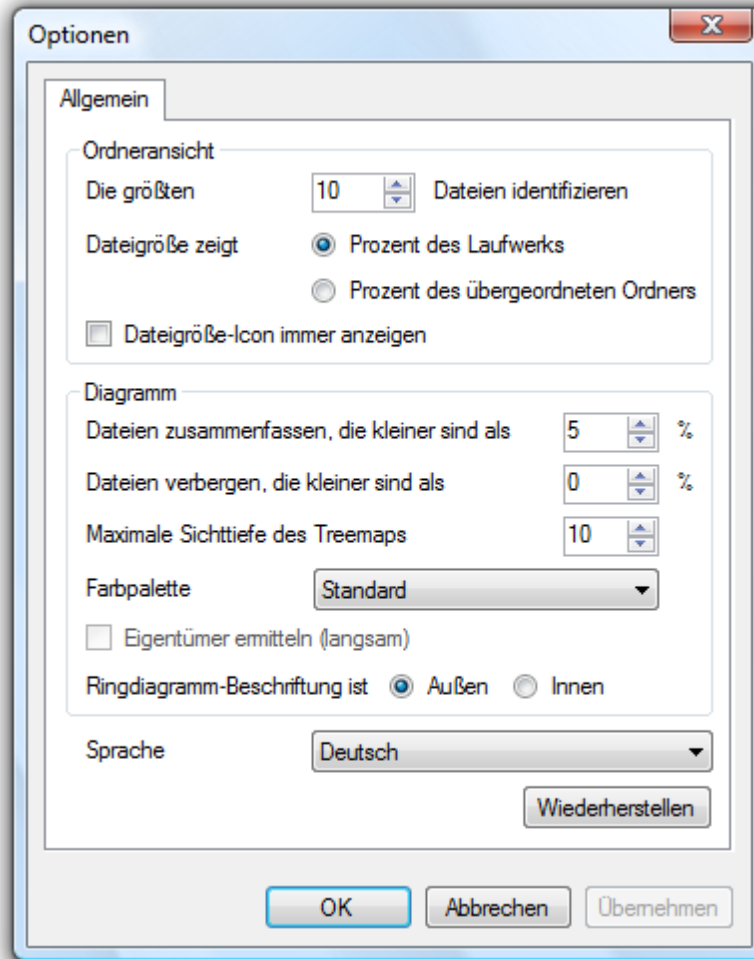 Optionen
Allgemein
Ordneransicht
Die größten 10 Dateien identifizieren
Dateigröße zeigt Prozent des Laufwerks
Prozent des übergeordneten Ordners
Dateigröße-Icon immer anzeigen
Diagramm
Dateien zusammenfassen, die kleiner sind als 5 %
Dateien verbergen, die kleiner sind als 0 %
Maximale Sichttiefe des Treemaps 10
Farbpalette Standard
Eigentümer ermitteln (langsam)
Ringdiagramm-Beschriftung ist Außen Innen
Sprache Deutsch
Wiederherstellen
OK Abbrechen Übernehmen